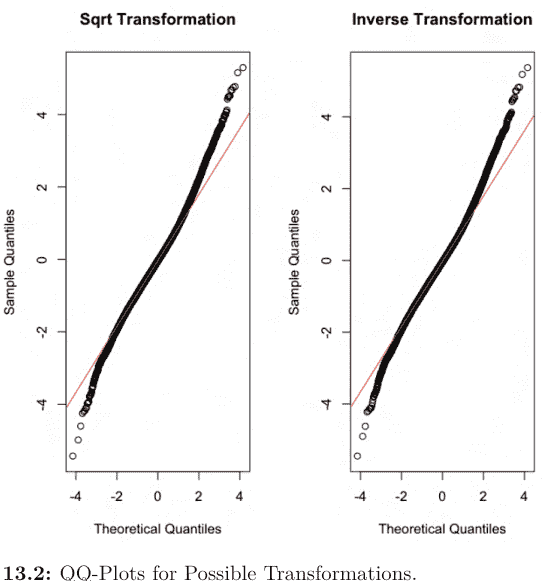 Sqrt Transformation
Inverse Transformation
4
2
0
-2
-4
Sample Quantiles
-4 -2 0 2 4
Theoretical Quantiles
4
2
0
-2
-4
Sample Quantiles
-4 -2 0 2 4
Theoretical Quantiles
13.2: QQ-Plots for Possible Transformations.